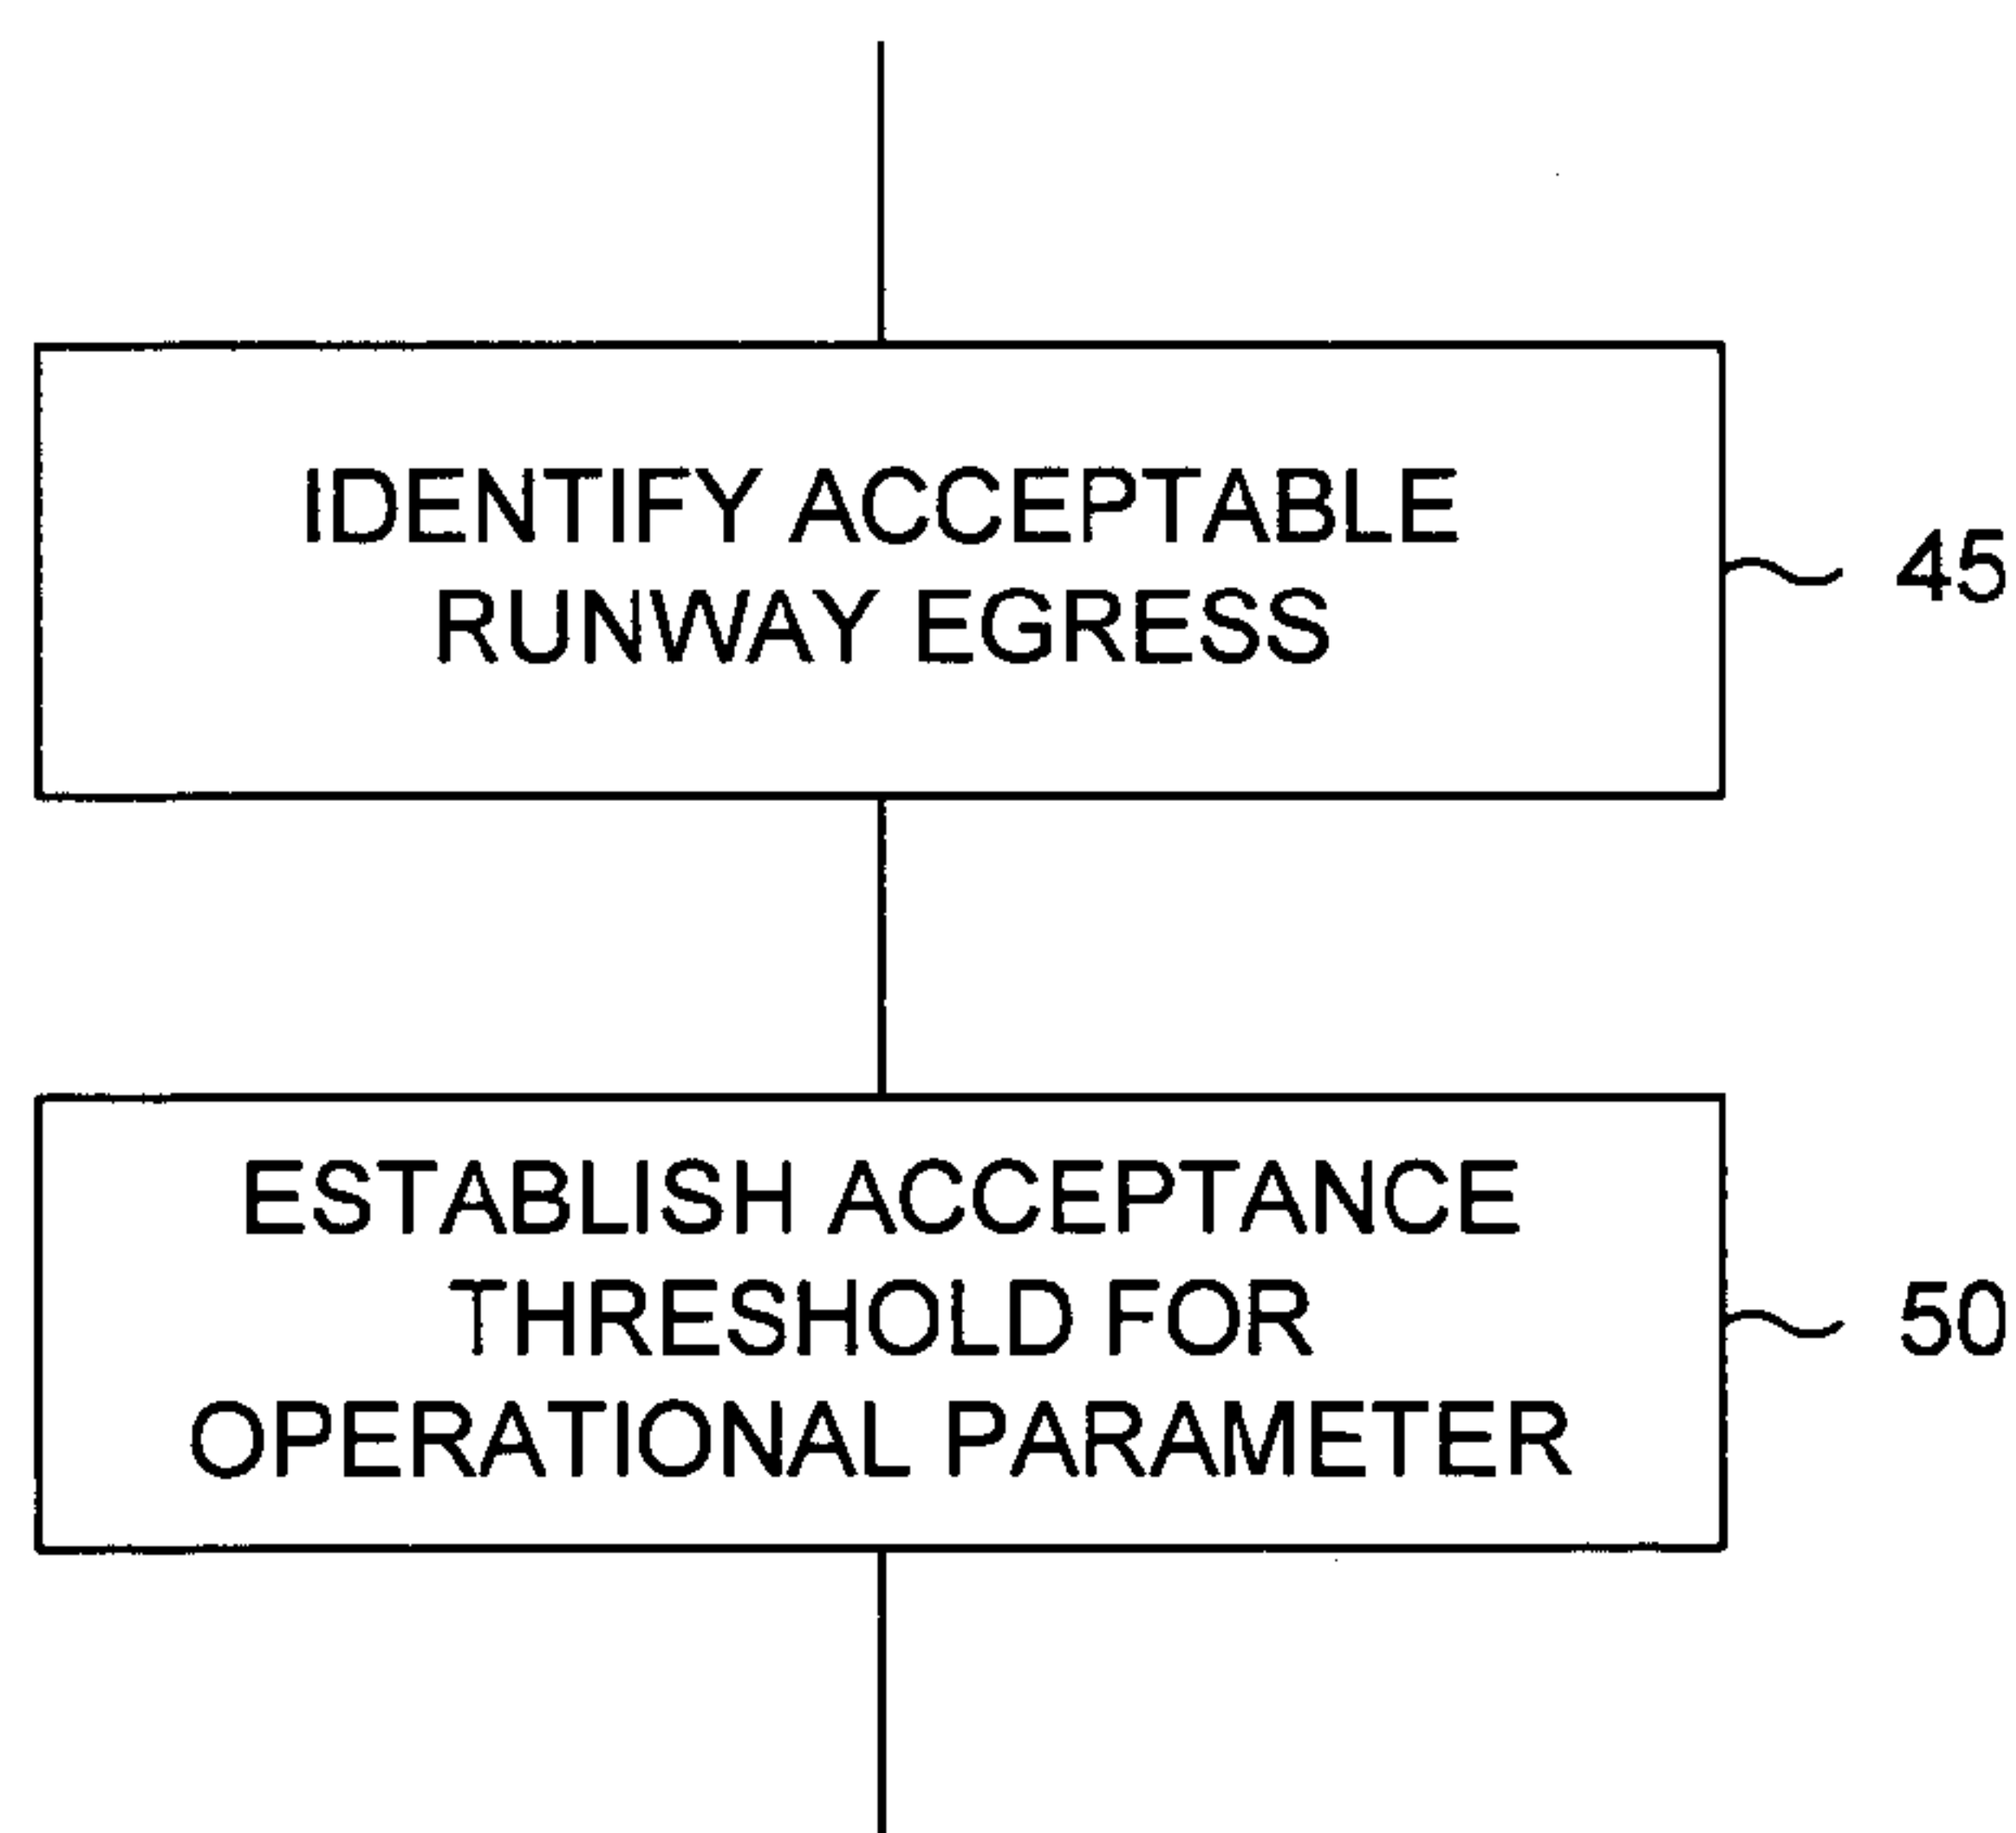 IDENTIFY ACCEPTABLE
RUNWAY EGRESS
45
ESTABLISH ACCEPTANCE
THRESHOLD FOR
OPERATIONAL PARAMETER
50